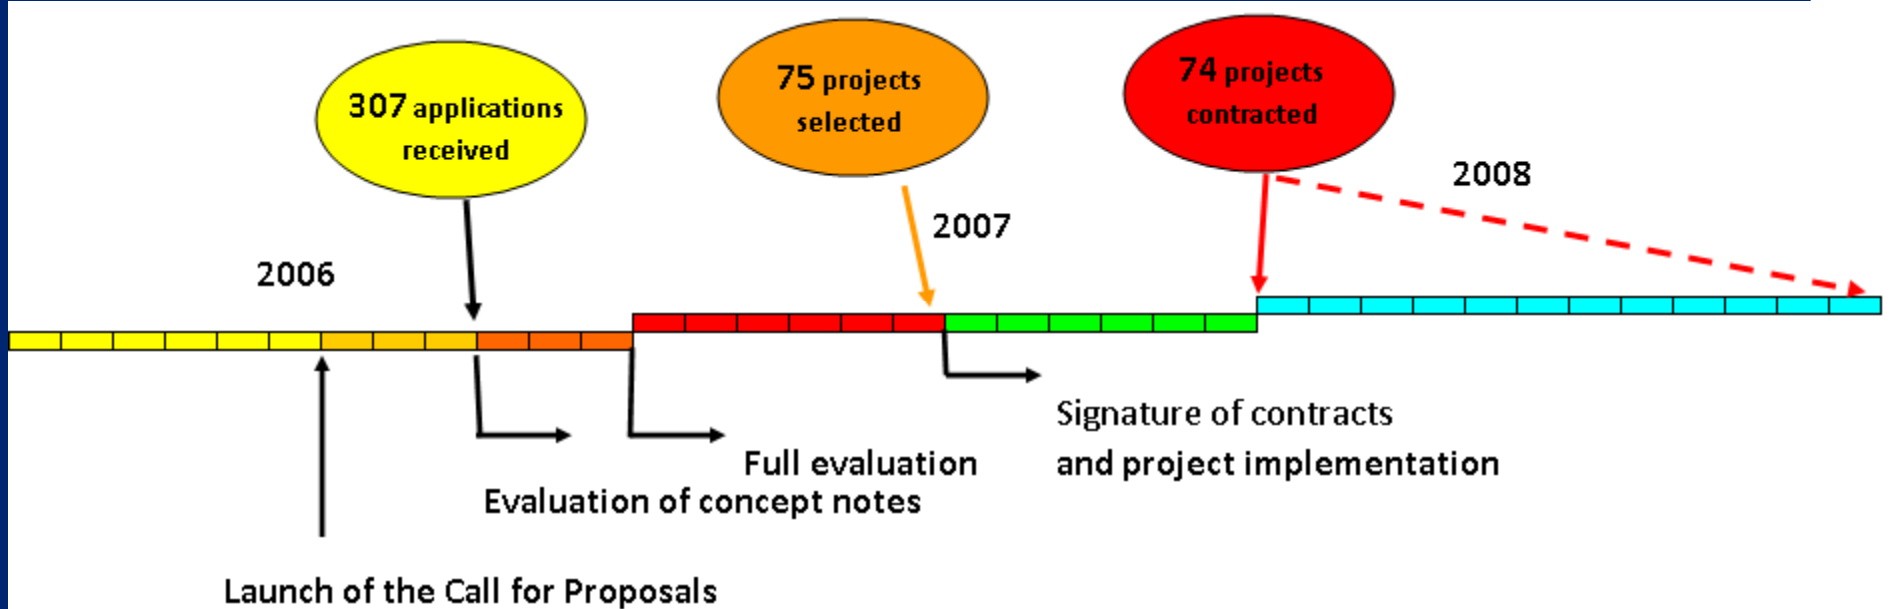 307 applications
received
75 projects
selected
74 projects
contracted
2006
2007
2008
Signature of contracts
and project implementation
Full evaluation
Evaluation of concept notes
Launch of the Call for Proposals